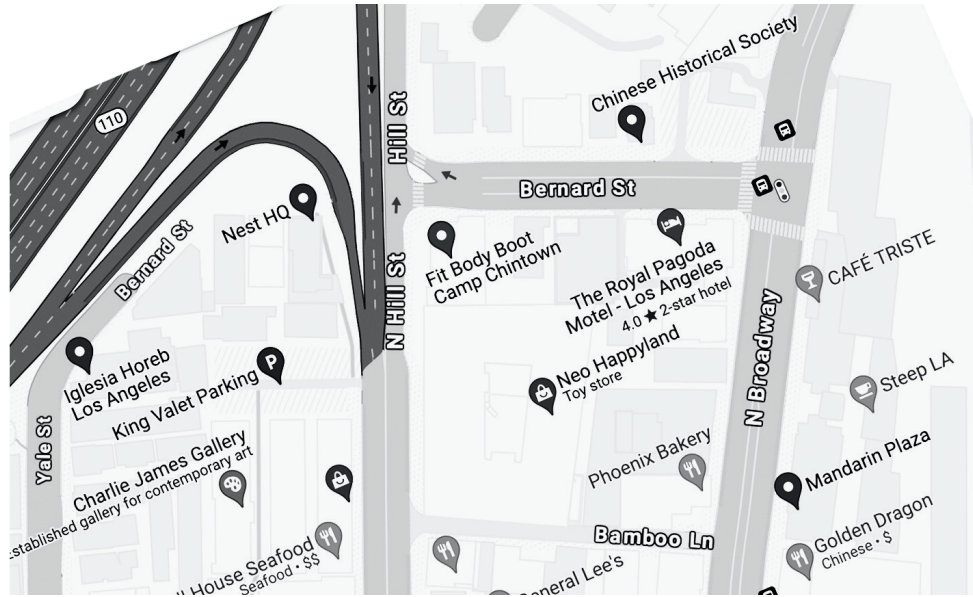 Chinese Historical Society
110
Hill St
Bernard St
Nest HQ
Bernard St
Fit Body Boot
Camp Chintown
The Royal Pagoda
Motel - Los Angeles
4.0 ★ 2-star hotel
CAFÉ TRISTE
N Hill St
N Broadway
Iglesia Horeb
Los Angeles
King Valet Parking
P
Neo Happyland
Toy store
Steep LA
Yale St
Charlie James Gallery
Established gallery for contemporary art
Phoenix Bakery
Mandarin Plaza
Bamboo Ln
Golden Dragon
Chinese • $
House Seafood
Seafood • $$
General Lee's